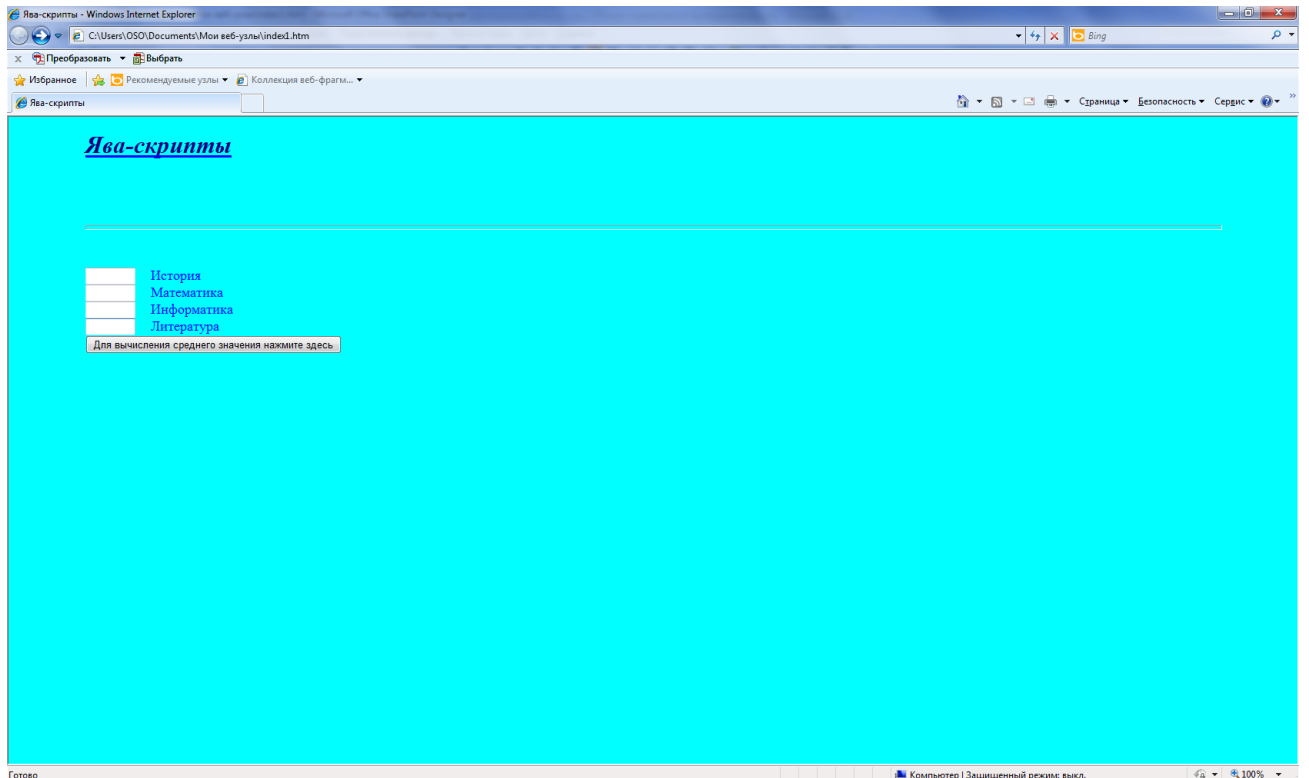 Ява-скрипты - Windows Internet Explorer
C:\Users\OSO\Documents\Мои веб-узлы\index1.htm
Bing
x Преобразовать Выбрать
Избранное Рекомендуемые узлы Коллекция веб-фрагм...
Ява-скрипты Страница Безопасность Сервис »
Ява-скрипты
История
Математика
Информатика
Литература
Для вычисления среднего значения нажмите здесь
Готово Компьютер | Защищенный режим: выкл. 100%